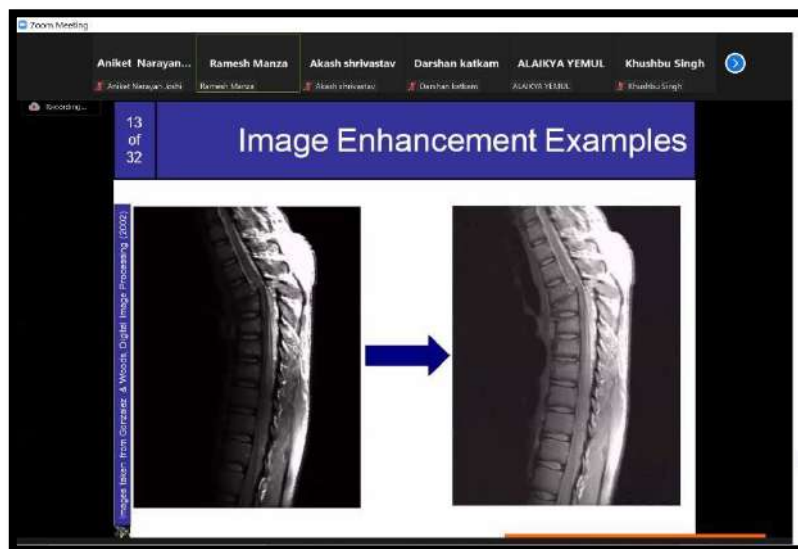 Zoom Meeting
Aniket Narayan... Ramesh Manza Akash shrivastav Darshan katkam ALAIKYA YEMUL Khushbu Singh
Aniket Narayan Joshi Ramesh Manza Akash shrivastav Darshan katkam ALAIKYA YEMUL Khushbu Singh
Recording...
13
of
32
Image Enhancement Examples
Images taken from Gonzalez & Woods, Digital Image Processing (2002)